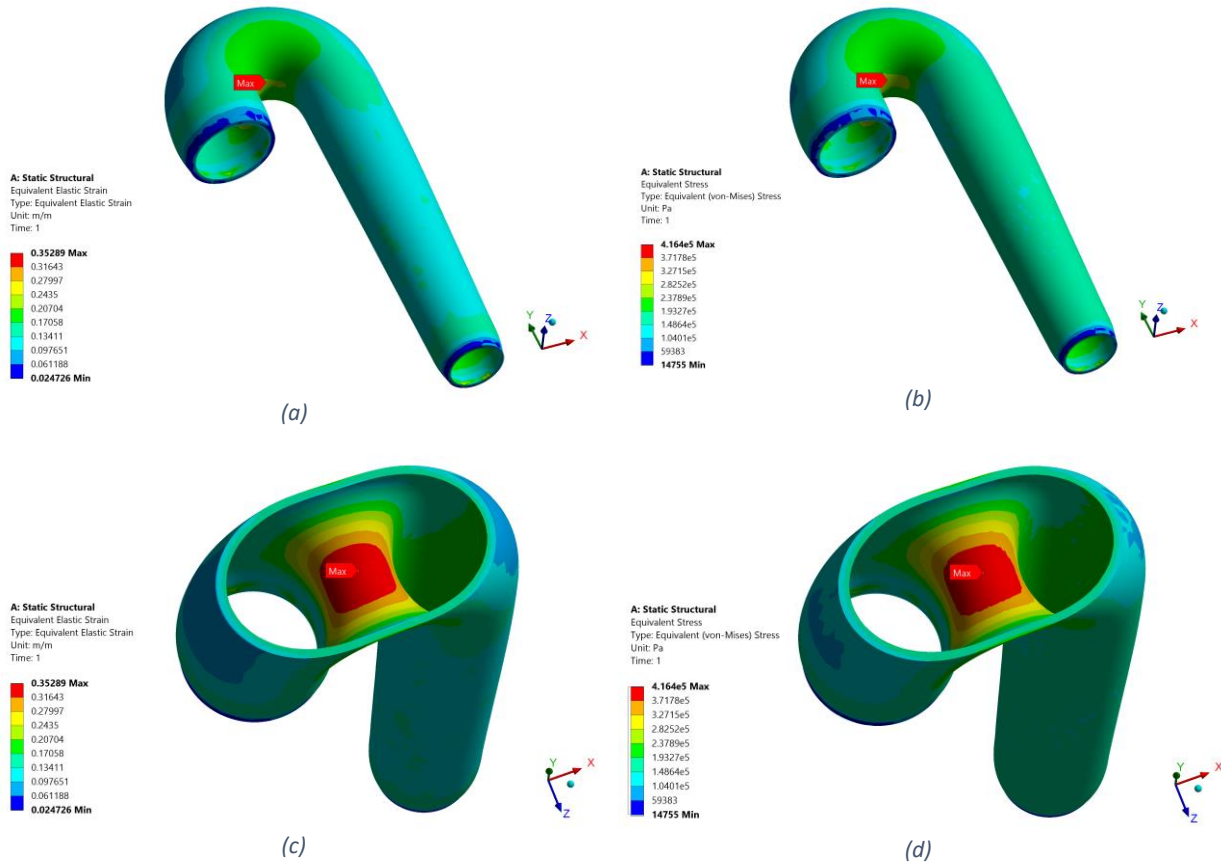 Max
A: Static Structural
Equivalent Elastic Strain
Type: Equivalent Elastic Strain
Unit: m/m
Time: 1
0.35289 Max
0.31643
0.27997
0.2435
0.20704
0.17058
0.13411
0.097651
0.061188
0.024726 Min
Y
Z
X
(a)
Max
A: Static Structural
Equivalent Stress
Type: Equivalent (von-Mises) Stress
Unit: Pa
Time: 1
4.164e5 Max
3.7178e5
3.2715e5
2.8252e5
2.3789e5
1.9327e5
1.4864e5
1.0401e5
59383
14755 Min
Y
Z
X
(b)
Max
A: Static Structural
Equivalent Elastic Strain
Type: Equivalent Elastic Strain
Unit: m/m
Time: 1
0.35289 Max
0.31643
0.27997
0.2435
0.20704
0.17058
0.13411
0.097651
0.061188
0.024726 Min
Y
X
Z
(c)
Max
A: Static Structural
Equivalent Stress
Type: Equivalent (von-Mises) Stress
Unit: Pa
Time: 1
4.164e5 Max
3.7178e5
3.2715e5
2.8252e5
2.3789e5
1.9327e5
1.4864e5
1.0401e5
59383
14755 Min
Y
X
Z
(d)